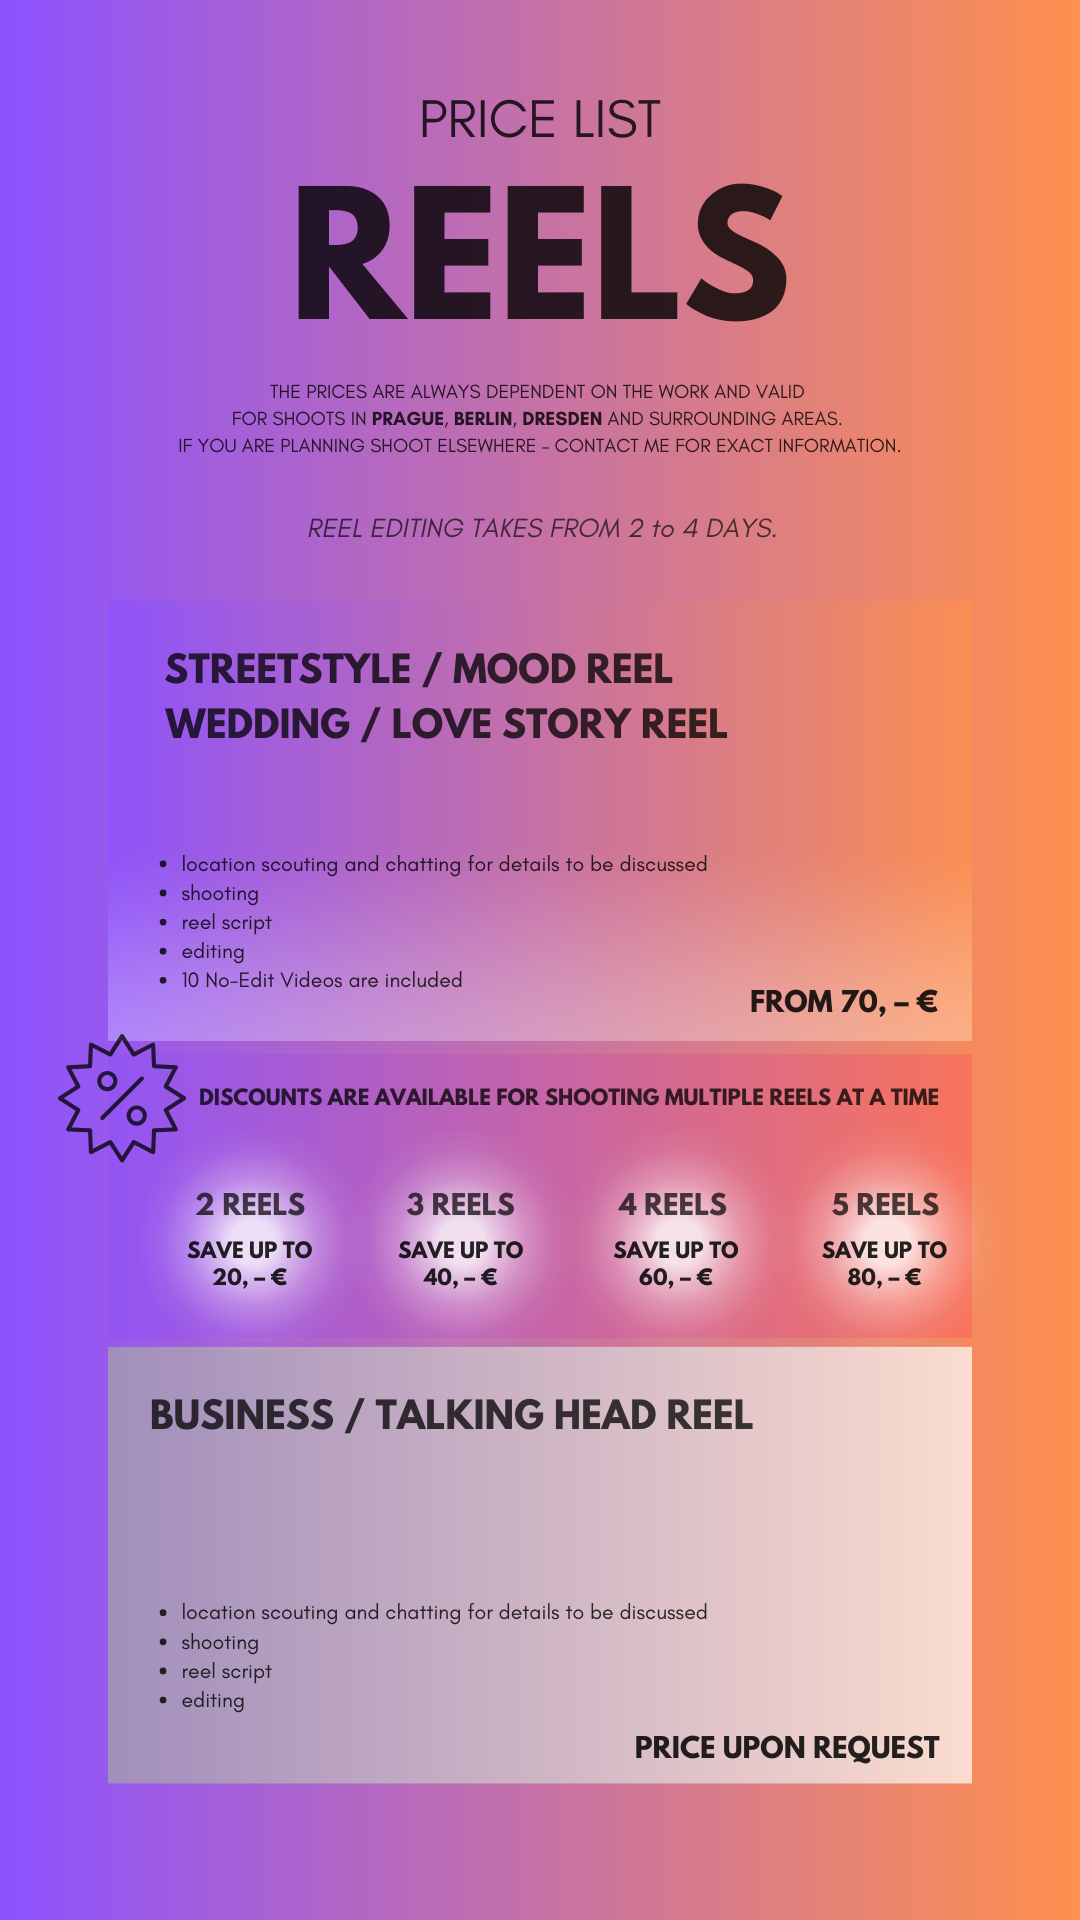 PRICE LIST
REELS
THE PRICES ARE ALWAYS DEPENDENT ON THE WORK AND VALID
FOR SHOOTS IN PRAGUE, BERLIN, DRESDEN AND SURROUNDING AREAS.
IF YOU ARE PLANNING SHOOT ELSEWHERE - CONTACT ME FOR EXACT INFORMATION.
REEL EDITING TAKES FROM 2 to 4 DAYS.
STREETSTYLE / MOOD REEL
WEDDING / LOVE STORY REEL
• location scouting and chatting for details to be discussed
• shooting
• reel script
• editing
• 10 No-Edit Videos are included
FROM 70, – €
%
DISCOUNTS ARE AVAILABLE FOR SHOOTING MULTIPLE REELS AT A TIME
2 REELS
SAVE UP TO
20, – €
3 REELS
SAVE UP TO
40, – €
4 REELS
SAVE UP TO
60, – €
5 REELS
SAVE UP TO
80, – €
BUSINESS / TALKING HEAD REEL
• location scouting and chatting for details to be discussed
• shooting
• reel script
• editing
PRICE UPON REQUEST